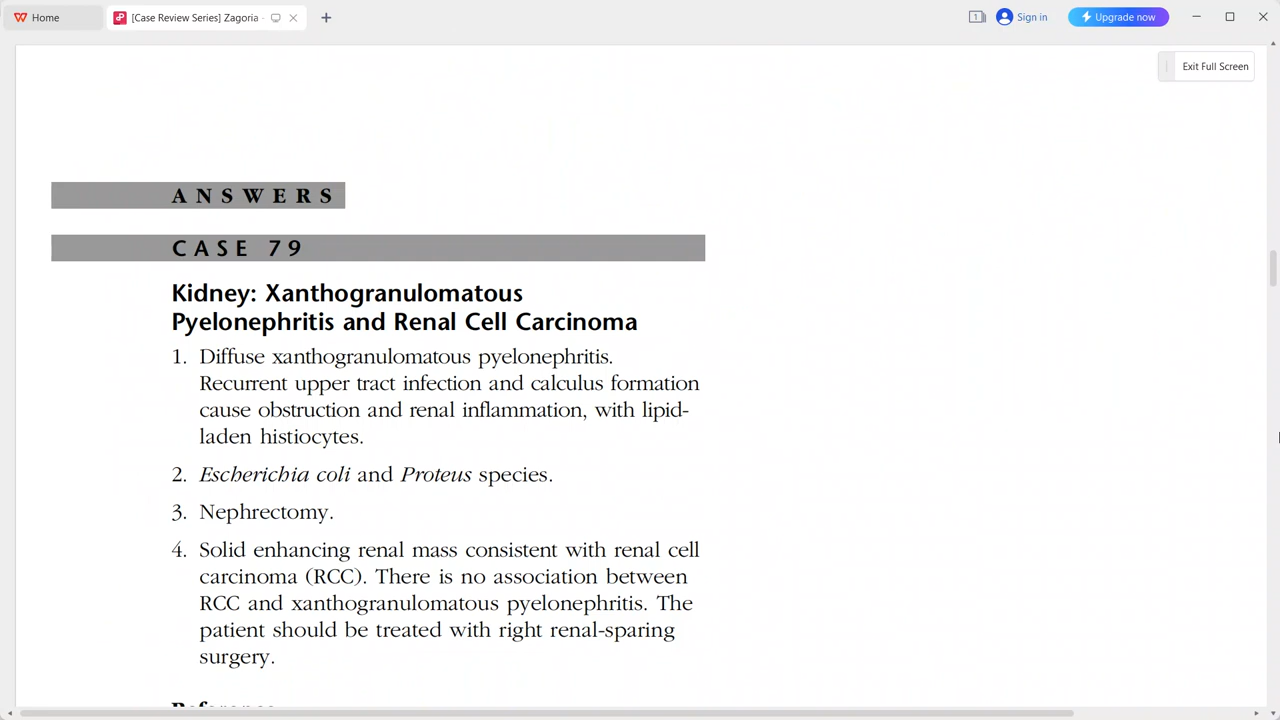 Home
[Case Review Series] Zagoria
1
Sign in
Upgrade now
Exit Full Screen
ANSWERS
CASE 79
Kidney: Xanthogranulomatous
Pyelonephritis and Renal Cell Carcinoma
1. Diffuse xanthogranulomatous pyelonephritis.
Recurrent upper tract infection and calculus formation
cause obstruction and renal inflammation, with lipid-
laden histiocytes.
2. Escherichia coli and Proteus species.
3. Nephrectomy.
4. Solid enhancing renal mass consistent with renal cell
carcinoma (RCC). There is no association between
RCC and xanthogranulomatous pyelonephritis. The
patient should be treated with right renal-sparing
surgery.